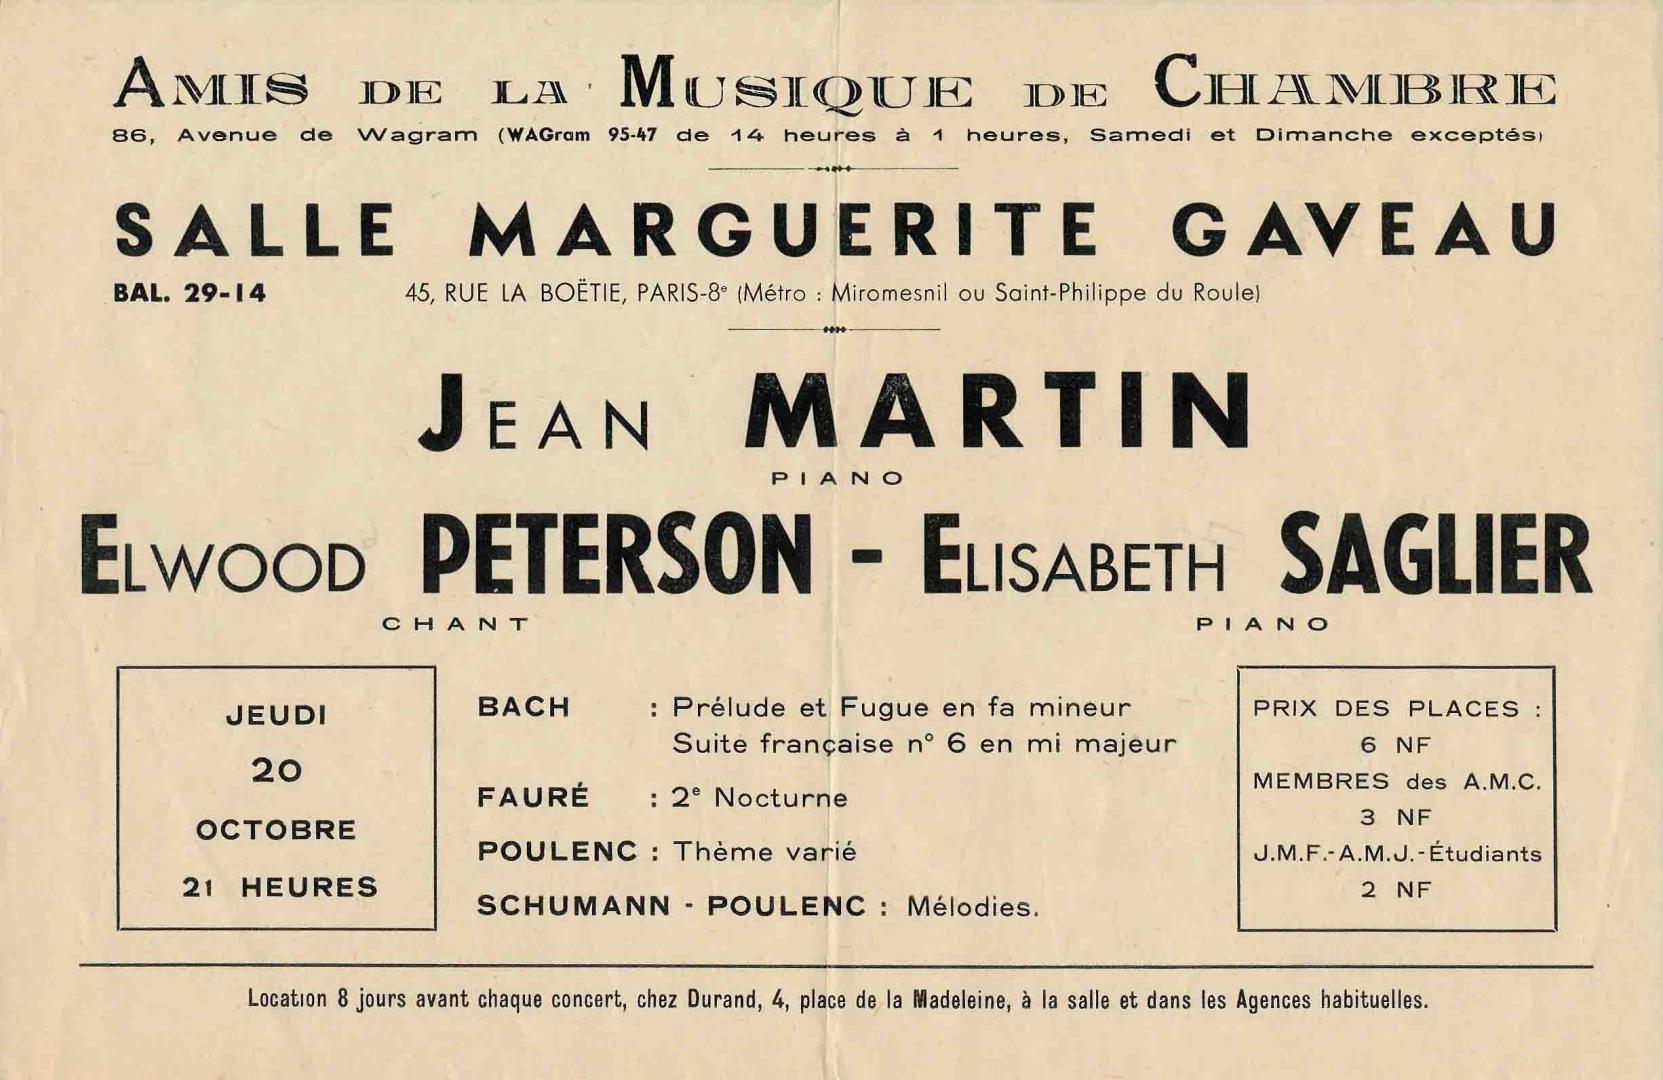 AMIS DE LA MUSIQUE DE CHAMBRE
86, Avenue de Wagram (WAGram 95-47 de 14 heures à 1 heures, Samedi et Dimanche exceptés)
SALLE MARGUERITE GAVEAU
BAL. 29-14 45, RUE LA BOËTIE, PARIS-8e (Métro : Miromesnil ou Saint-Philippe du Roule)
JEAN MARTIN
PIANO
ELWOOD PETERSON - ELISABETH SAGLIER
CHANT PIANO
JEUDI
20
OCTOBRE
21 HEURES
BACH : Prélude et Fugue en fa mineur
Suite française n° 6 en mi majeur
FAURÉ : 2e Nocturne
POULENC : Thème varié
SCHUMANN - POULENC : Mélodies.
PRIX DES PLACES :
6 NF
MEMBRES des A.M.C.
3 NF
J.M.F.-A.M.J.-Étudiants
2 NF
Location 8 jours avant chaque concert, chez Durand, 4, place de la Madeleine, à la salle et dans les Agences habituelles.